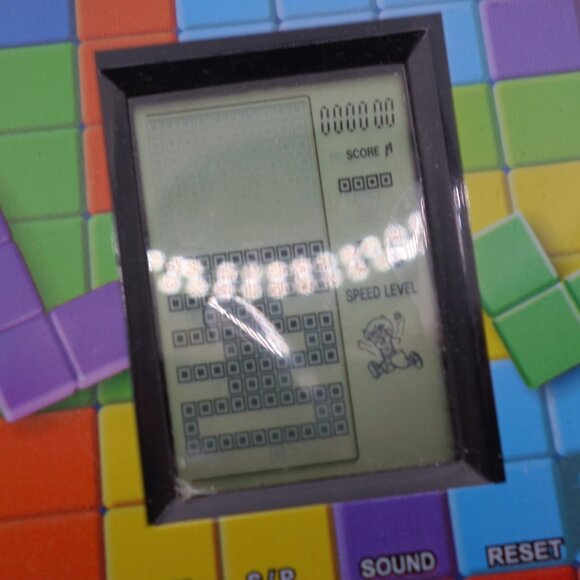 000000
SCORE
SPEED LEVEL
S/P
SOUND
RESET